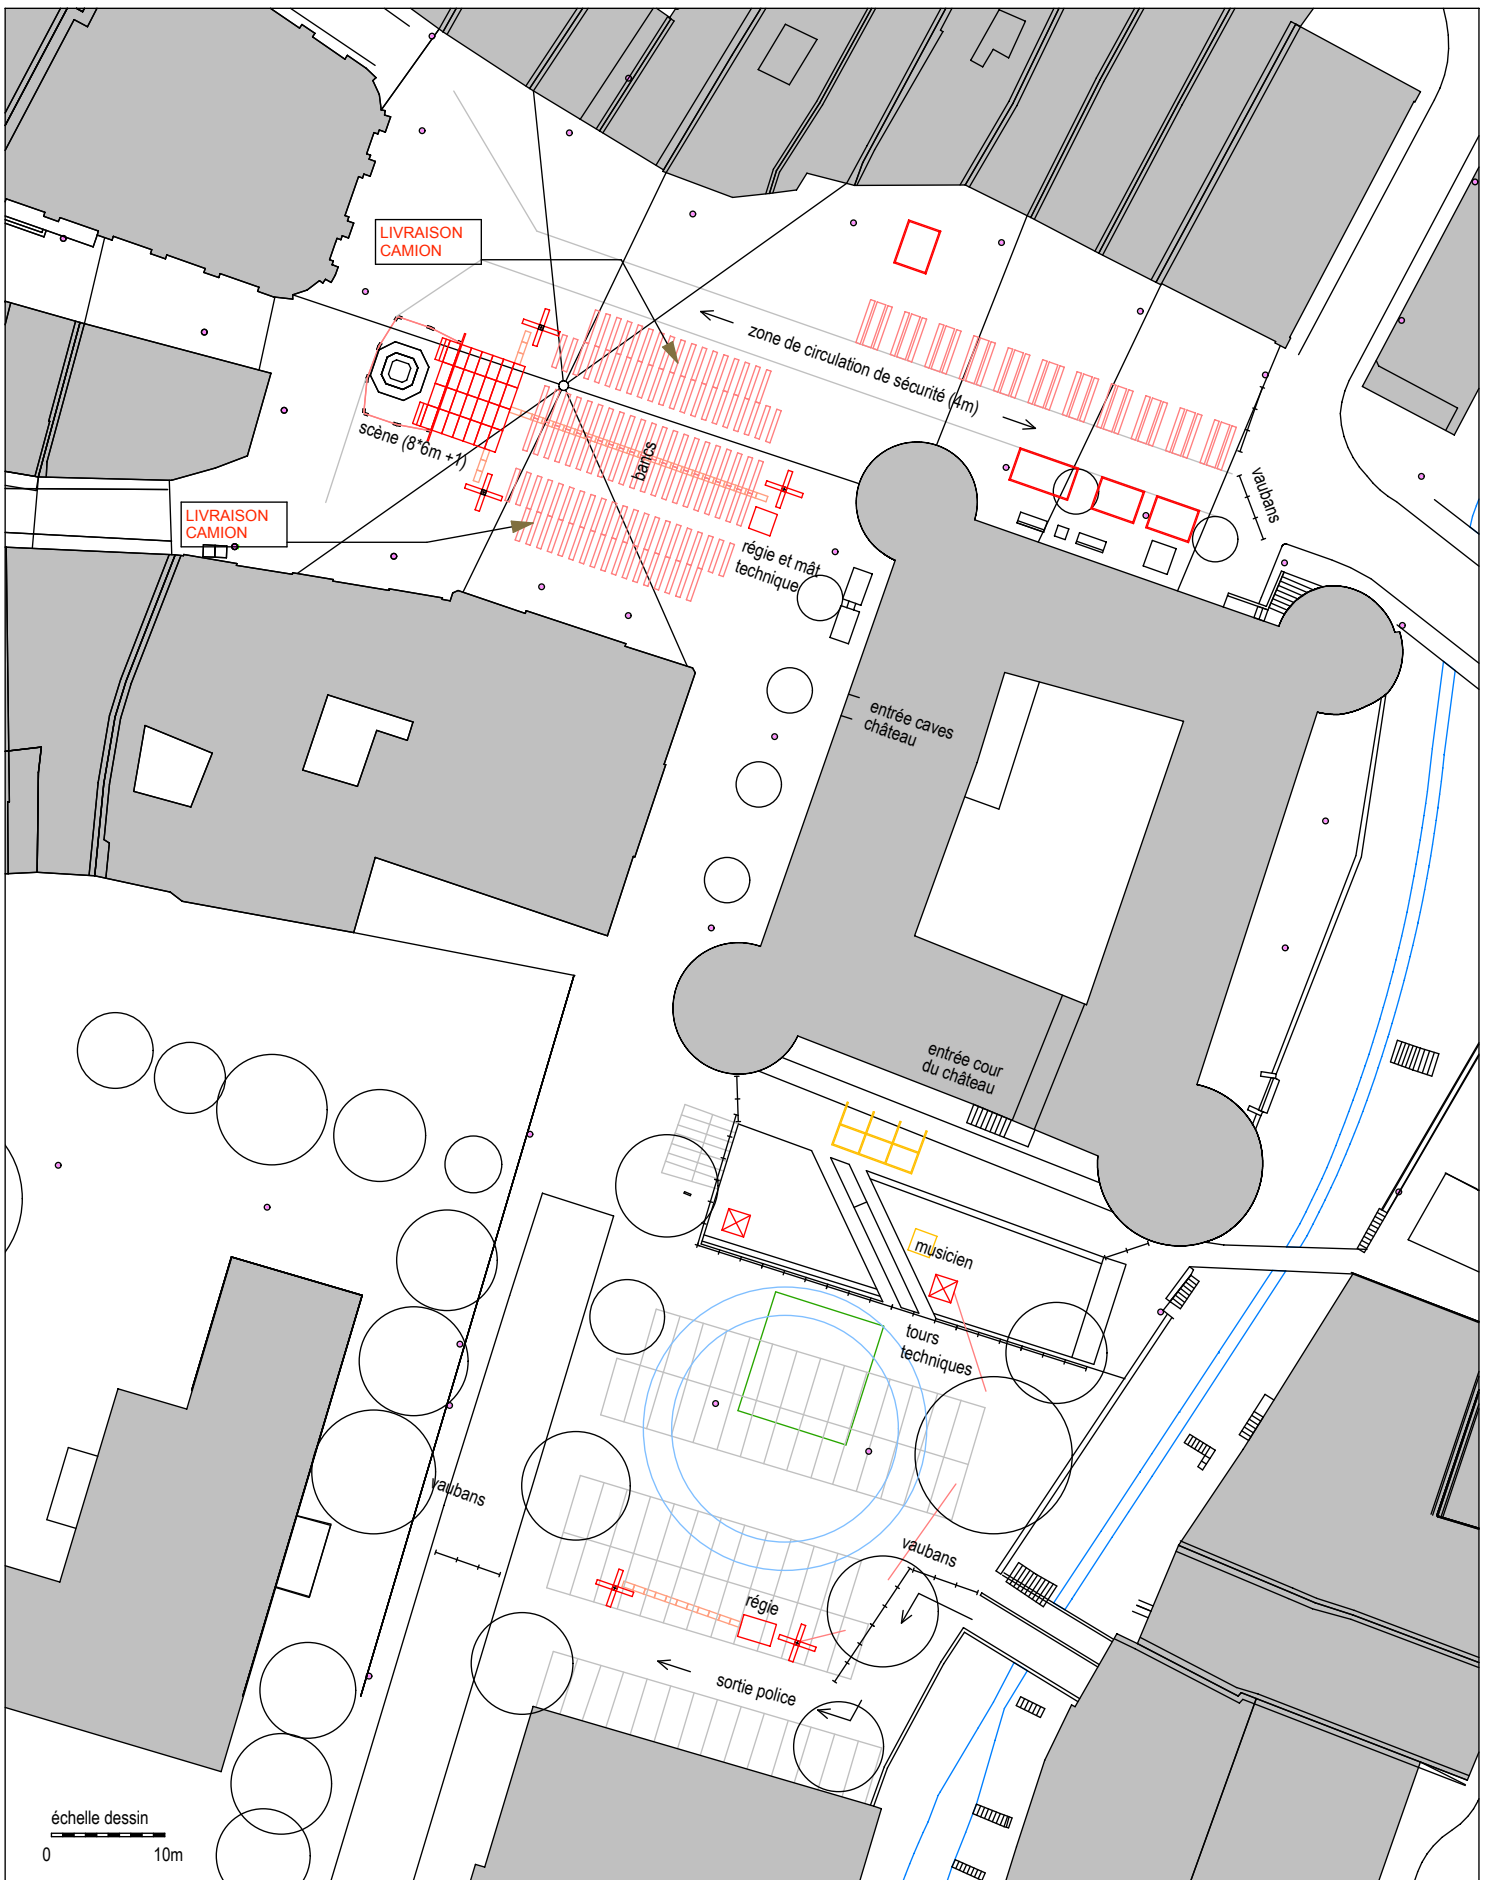 LIVRAISON
CAMION
zone de circulation de sécurité (4m)
scène (8*6m +1)
bancs
vaubans
LIVRAISON
CAMION
régie et mât
technique
entrée caves
château
entrée cour
du château
musicien
tours
techniques
vaubans
vaubans
régie
sortie police
échelle dessin
0 10m